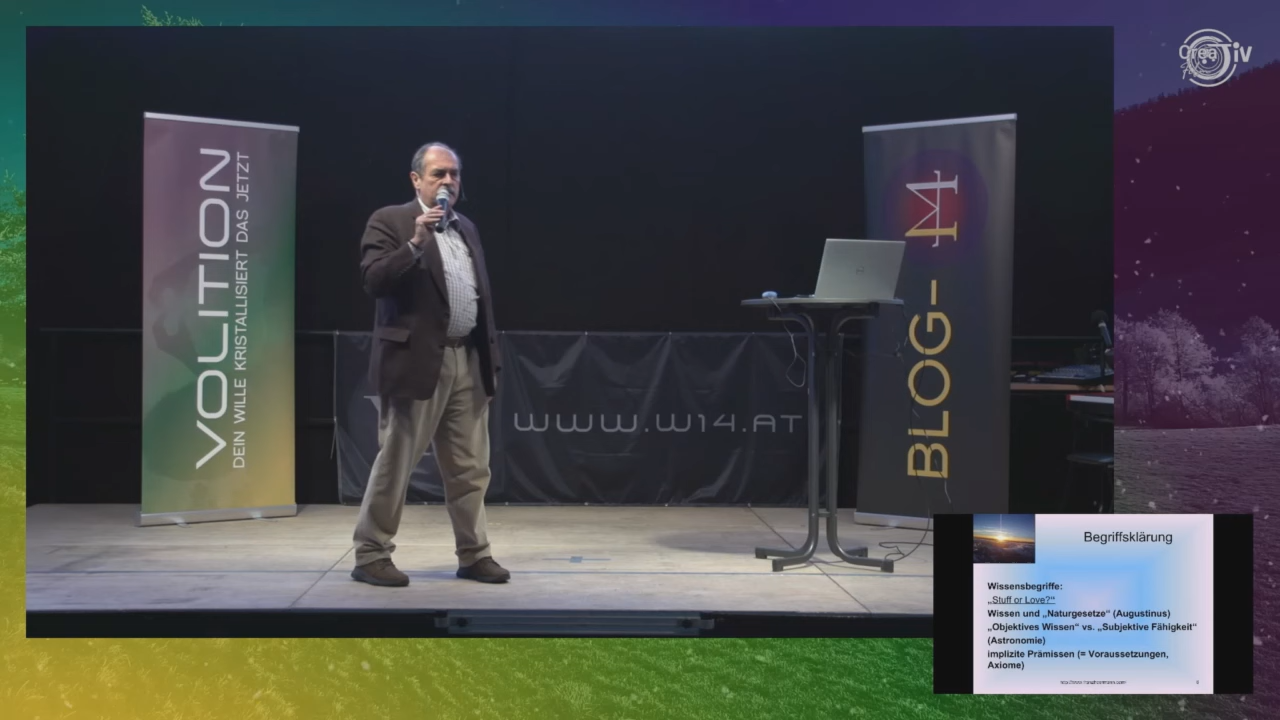 CreaTiv
VOLITION
DEIN WILLE KRISTALLISIERT DAS JETZT
WWW.W14.AT
BLOG-
Begriffsklärung
Wissensbegriffe:
„Stuff or Love?“
Wissen und „Naturgesetze“ (Augustinus)
„Objektives Wissen“ vs. „Subjektive Fähigkeit“
(Astronomie)
implizite Prämissen (= Voraussetzungen,
Axiome)